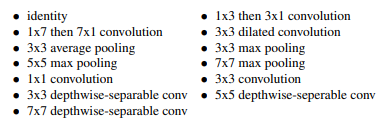 • identity
• 1x7 then 7x1 convolution
• 3x3 average pooling
• 5x5 max pooling
• 1x1 convolution
• 3x3 depthwise-separable conv
• 7x7 depthwise-separable conv
• 1x3 then 3x1 convolution
• 3x3 dilated convolution
• 3x3 max pooling
• 7x7 max pooling
• 3x3 convolution
• 5x5 depthwise-seperable conv